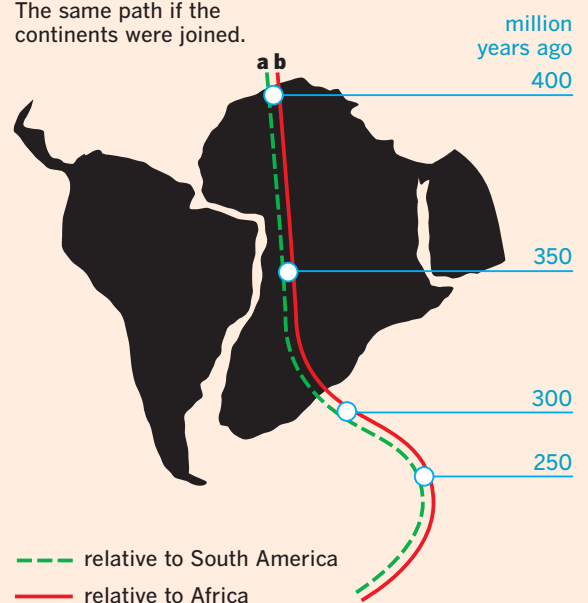 The same path if the
continents were joined.
million
years ago
a b
400
350
300
250
relative to South America
relative to Africa